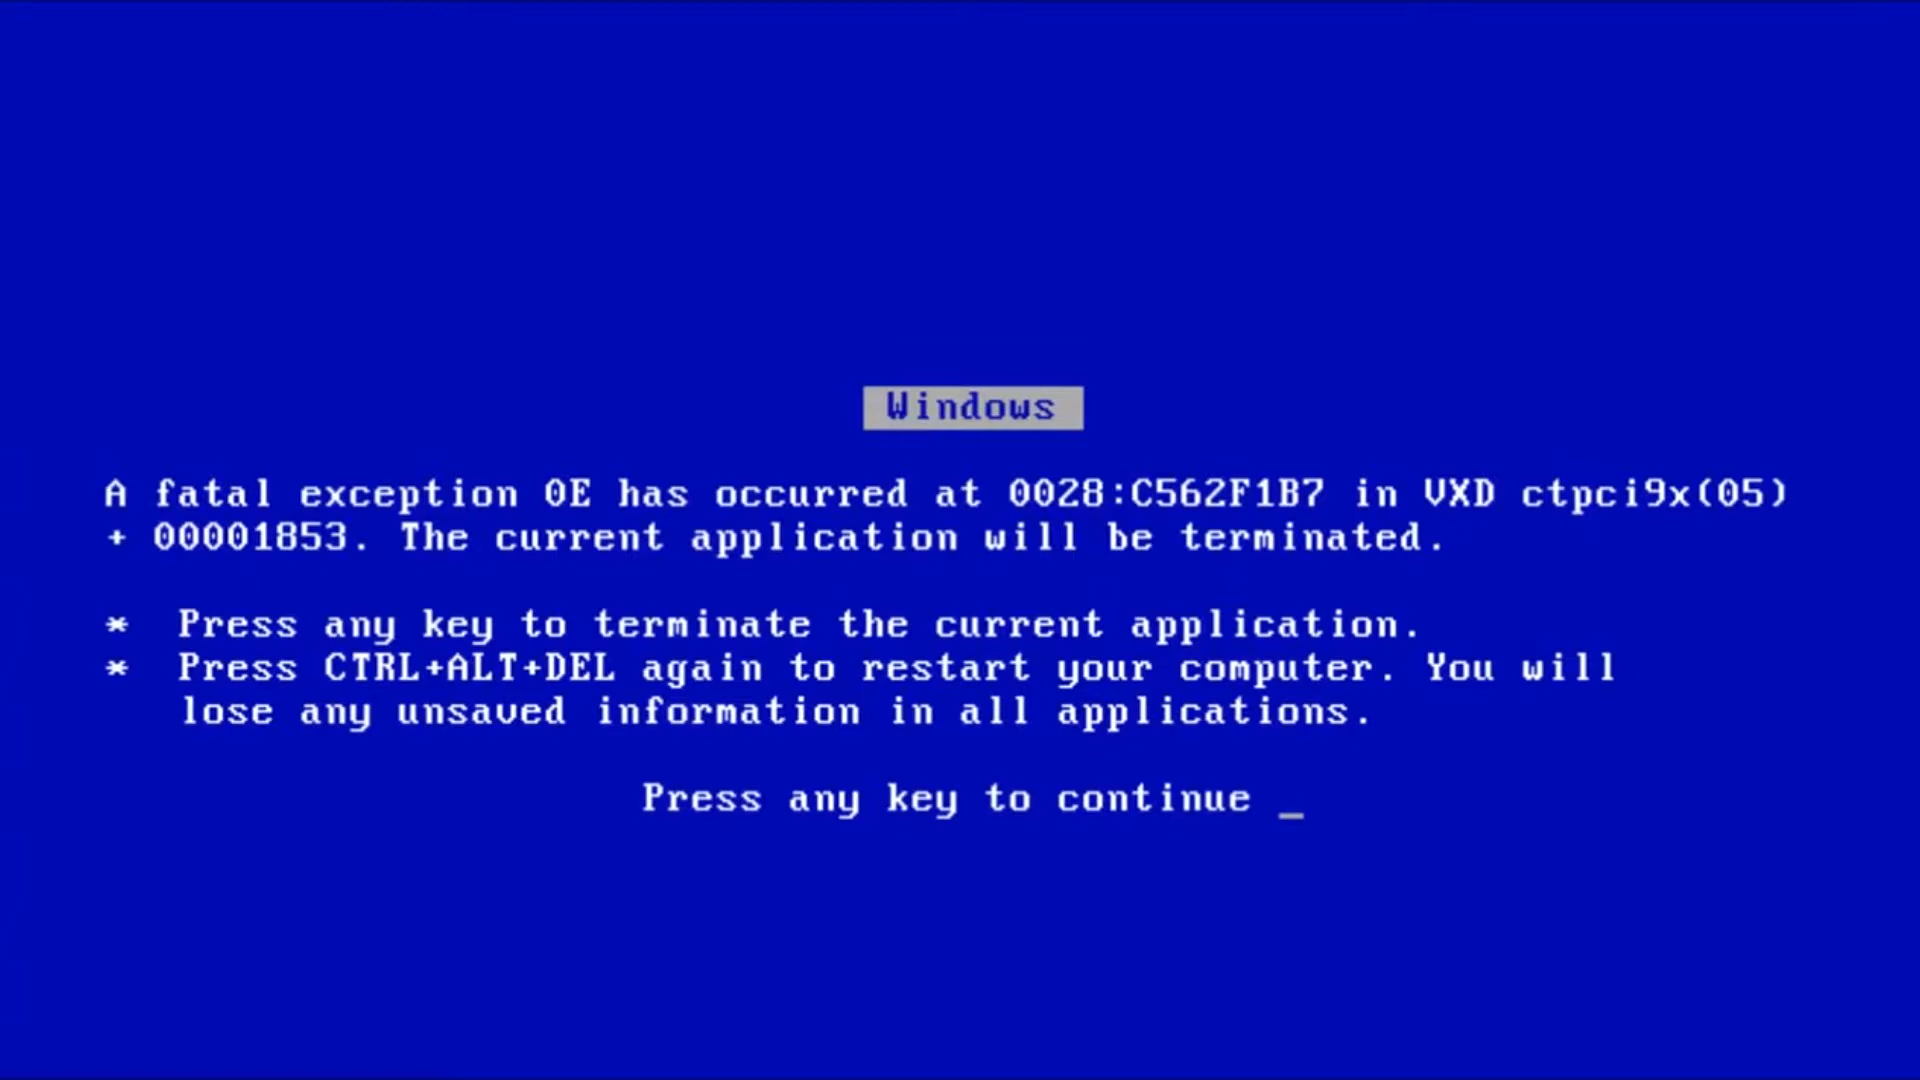 Windows
A fatal exception 0E has occurred at 0028:C562F1B7 in VXD ctpci9x(05)
+ 00001853. The current application will be terminated.
* Press any key to terminate the current application.
* Press CTRL+ALT+DEL again to restart your computer. You will
lose any unsaved information in all applications.
Press any key to continue _